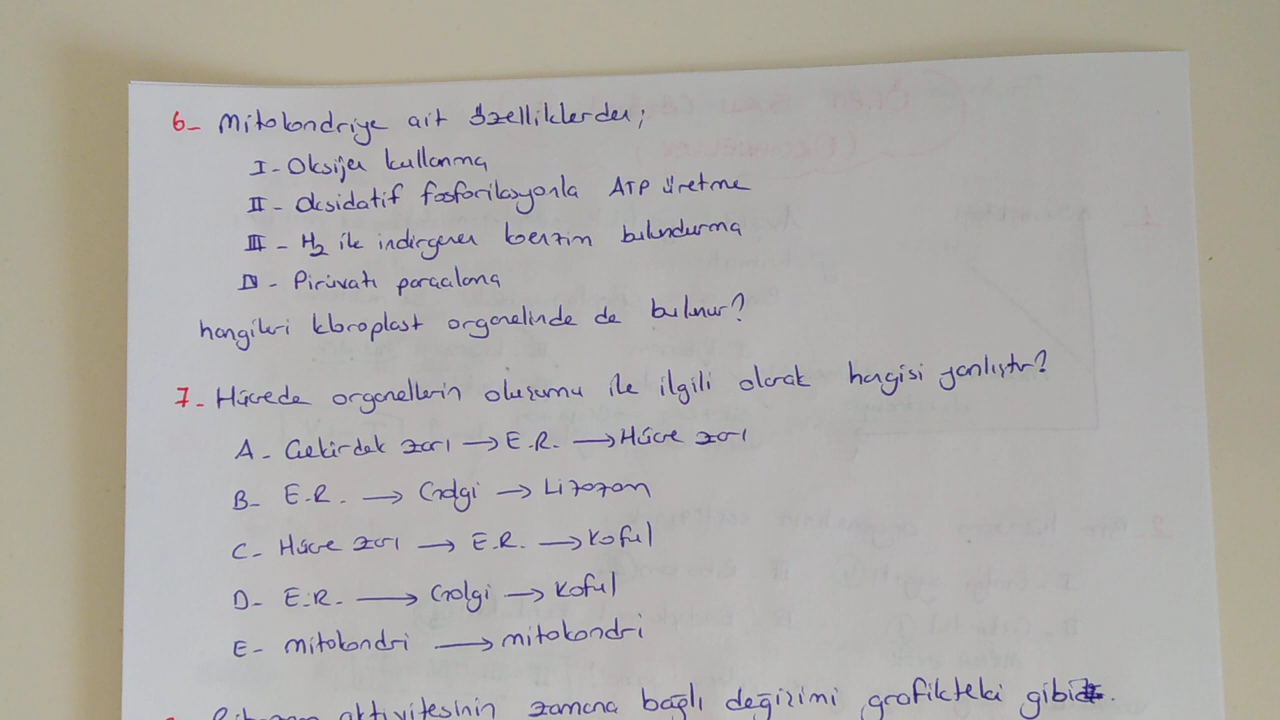 6- Mitokondriye ait özelliklerden;
I- Oksijen kullanma
II - Oksidatif fosforilasyonla ATP üretme
III - H2 ile indirgenen koenzim bulundurma
IV - Pirüvatı parçalama
hangileri kloroplast organelinde de bulunur?
7- Hücrede organellerin oluşumu ile ilgili olarak hangisi yanlıştır?
A - Çekirdek zarı → E.R. → Hücre zarı
B- E.R. → Golgi → Lizozom
C- Hücre zarı → E.R. → Koful
D- E.R. → Golgi → Koful
E- mitokondri → mitokondri
aktivitesinin zamana bağlı değişimi grafikteki gibidir.